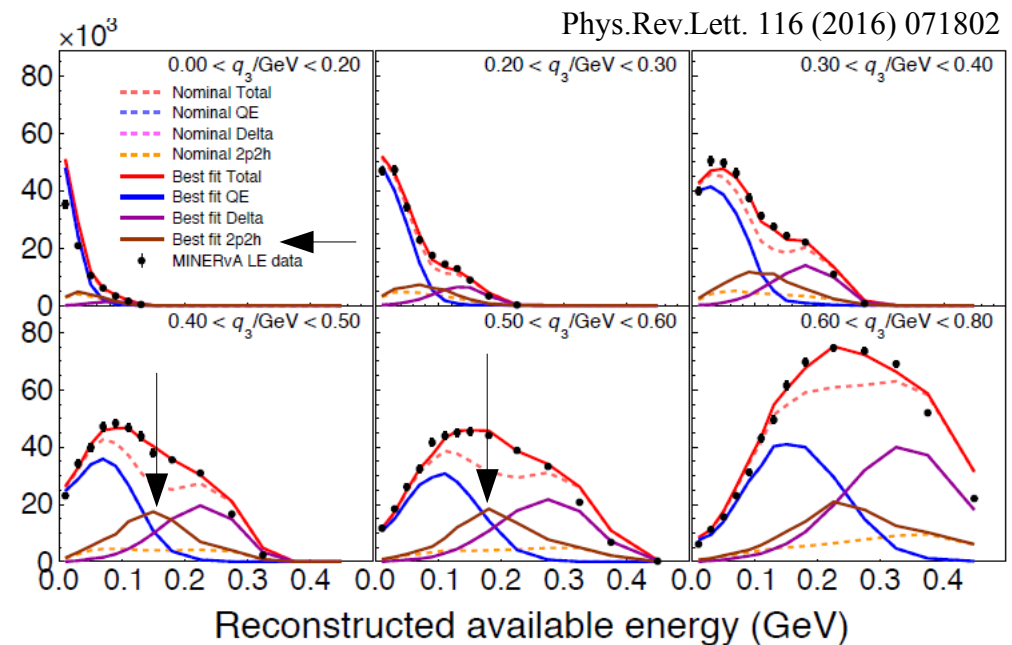 Phys.Rev.Lett. 116 (2016) 071802
×10³
0.00 < q₃/GeV < 0.20
0.20 < q₃/GeV < 0.30
0.30 < q₃/GeV < 0.40
80
60
40
20
0
Nominal Total
Nominal QE
Nominal Delta
Nominal 2p2h
Best fit Total
Best fit QE
Best fit Delta
Best fit 2p2h
MINERvA LE data
0.40 < q₃/GeV < 0.50
0.50 < q₃/GeV < 0.60
0.60 < q₃/GeV < 0.80
80
60
40
20
0
0.0 0.1 0.2 0.3 0.0 0.1 0.2 0.3 0.0 0.1 0.2 0.3 0.4
Reconstructed available energy (GeV)